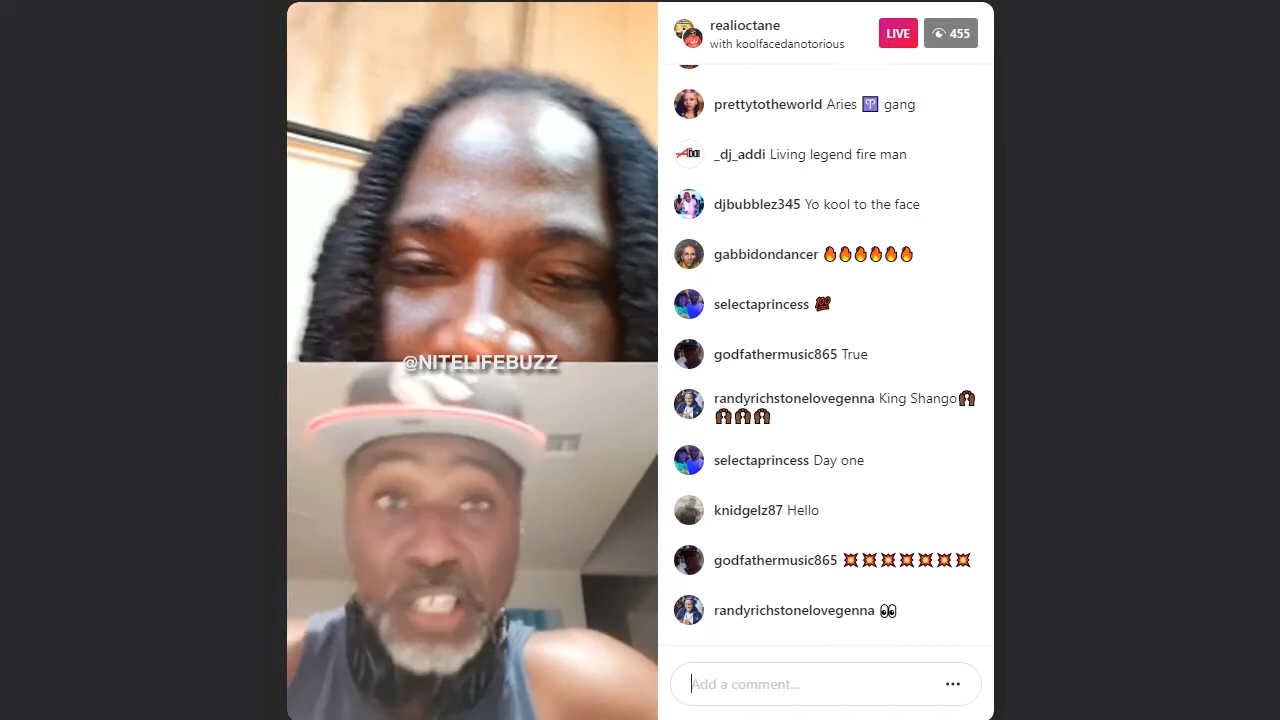 realioctane
with koolfacedanotorious
LIVE
455
prettytotheworld Aries ♈ gang
_dj_addi Living legend fire man
djbubblez345 Yo kool to the face
gabbidondancer 🔥🔥🔥🔥🔥🔥
selectaprincess 💯
godfathermusic865 True
randyrichstonelovegenna King Shango
selectaprincess Day one
knidgelz87 Hello
godfathermusic865 💥💥💥💥💥💥💥
randyrichstonelovegenna 👀
Add a comment...
@NITELIFEBUZZ